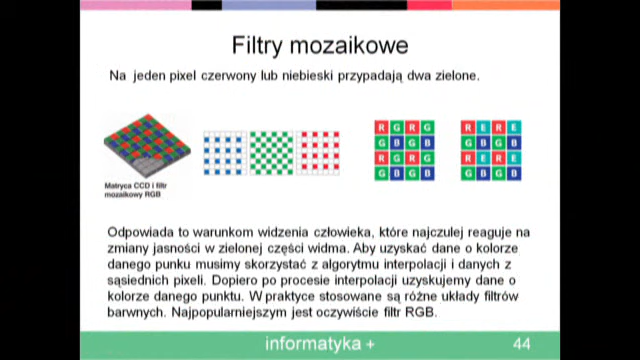 Filtry mozaikowe
Na jeden pixel czerwony lub niebieski przypadają dwa zielone.
R G R G
G B G B
R G R G
G B G B
R E R E
G B G B
R E R E
G B G B
Matryca CCD i filtr
mozaikowy RGB
Odpowiada to warunkom widzenia człowieka, które najczulej reaguje na
zmiany jasności w zielonej części widma. Aby uzyskać dane o kolorze
danego punku musimy skorzystać z algorytmu interpolacji i danych z
sąsiednich pixeli. Dopiero po procesie interpolacji uzyskujemy dane o
kolorze danego punktu. W praktyce stosowane są różne układy filtrów
barwnych. Najpopularniejszym jest oczywiście filtr RGB.
informatyka +
44